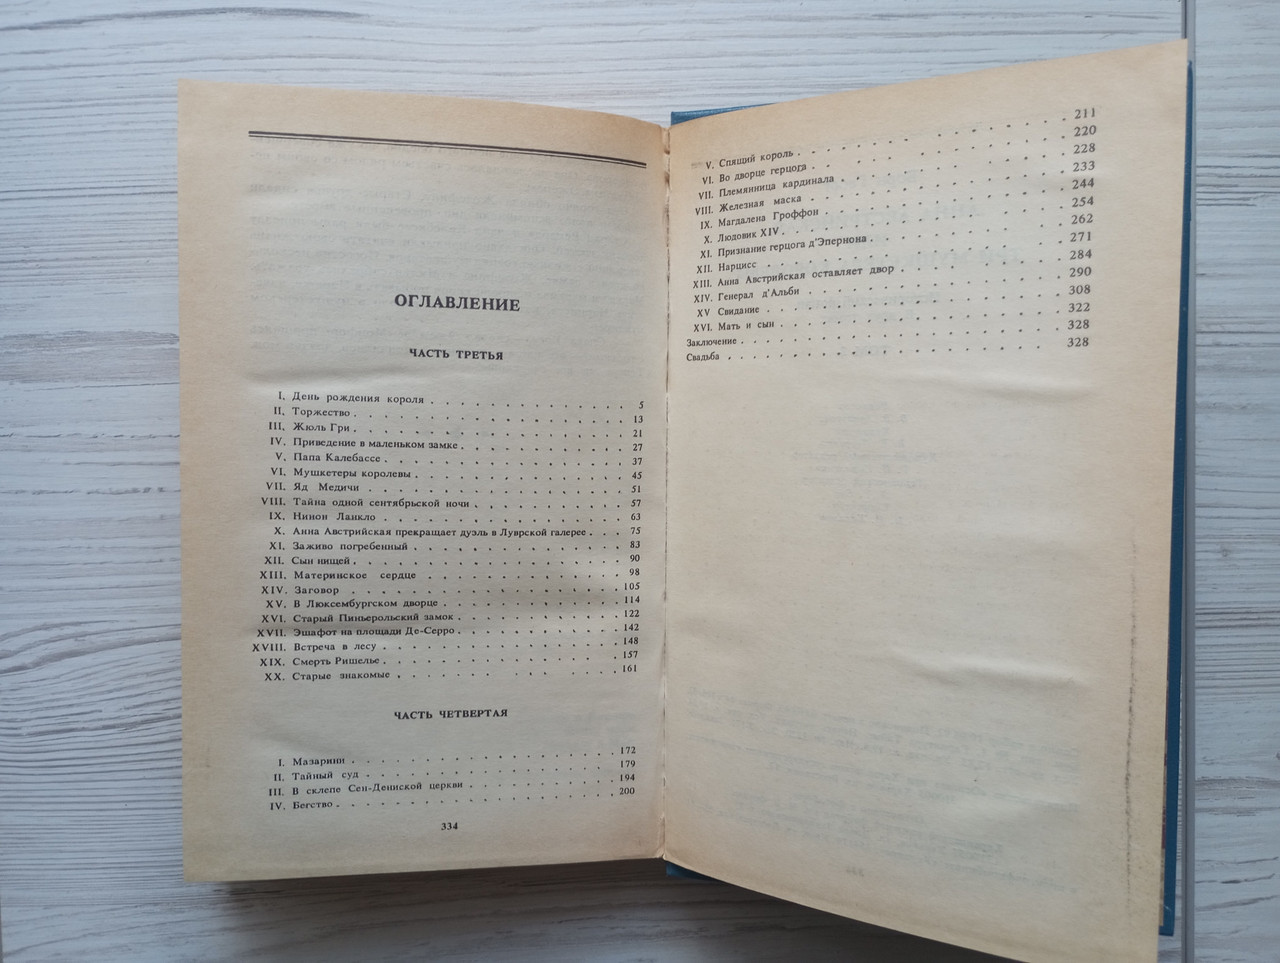 ОГЛАВЛЕНИЕ
ЧАСТЬ ТРЕТЬЯ
I. День рождения короля . . . . . . . . . . . . . 5
II. Торжество . . . . . . . . . . . . . . . . . 13
III. Жюль Гри . . . . . . . . . . . . . . . . . 21
IV. Приведение в маленьком замке . . . . . . . . . . 27
V. Папа Калебассе . . . . . . . . . . . . . . . 37
VI. Мушкетеры королевы . . . . . . . . . . . . . 45
VII. Яд Медичи . . . . . . . . . . . . . . . . . 51
VIII. Тайна одной сентябрьской ночи . . . . . . . . . . 57
IX. Нинон Ланкло . . . . . . . . . . . . . . . . 63
X. Анна Австрийская прекращает дуэль в Луврской галерее . . . 75
XI. Заживо погребенный . . . . . . . . . . . . . 83
XII. Сын нищей . . . . . . . . . . . . . . . . . 90
XIII. Материнское сердце . . . . . . . . . . . . . 98
XIV. Заговор . . . . . . . . . . . . . . . . . 105
XV. В Люксембургском дворце . . . . . . . . . . . . 114
XVI. Старый Пиньерольский замок . . . . . . . . . . . 122
XVII. Эшафот на площади Де-Серро . . . . . . . . . . . 142
XVIII. Встреча в лесу . . . . . . . . . . . . . . . 148
XIX. Смерть Ришелье . . . . . . . . . . . . . . . 157
XX. Старые знакомые . . . . . . . . . . . . . . 161
ЧАСТЬ ЧЕТВЕРТАЯ
I. Мазарини . . . . . . . . . . . . . . . . 172
II. Тайный суд . . . . . . . . . . . . . . . . 179
III. В склепе Сен-Дениской церкви . . . . . . . . . . 194
IV. Бегство . . . . . . . . . . . . . . . . . 200
334
V. Спящий король . . . . . . . . . . . . . . . 211
VI. Во дворце герцога . . . . . . . . . . . . . . 220
VII. Племянница кардинала . . . . . . . . . . . . . 228
VIII. Железная маска . . . . . . . . . . . . . . . 233
IX. Магдалена Гроффон . . . . . . . . . . . . . . 244
X. Людовик XIV . . . . . . . . . . . . . . . . 254
XI. Признание герцога д'Эпернона . . . . . . . . . . 262
XII. Нарцисс . . . . . . . . . . . . . . . . . 271
XIII. Анна Австрийская оставляет двор . . . . . . . . . 284
XIV. Генерал д'Альби . . . . . . . . . . . . . . . 290
XV Свидание . . . . . . . . . . . . . . . . . 308
XVI. Мать и сын . . . . . . . . . . . . . . . . 322
Заключение . . . . . . . . . . . . . . . . . . 328
Свадьба . . . . . . . . . . . . . . . . . . . 328